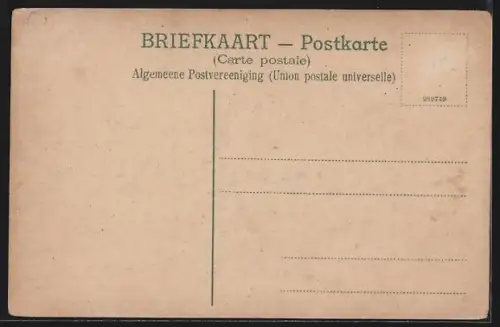 BRIEFKAART — Postkarte
(Carte postale)
Algemeene Postvereeniging (Union postale universelle)